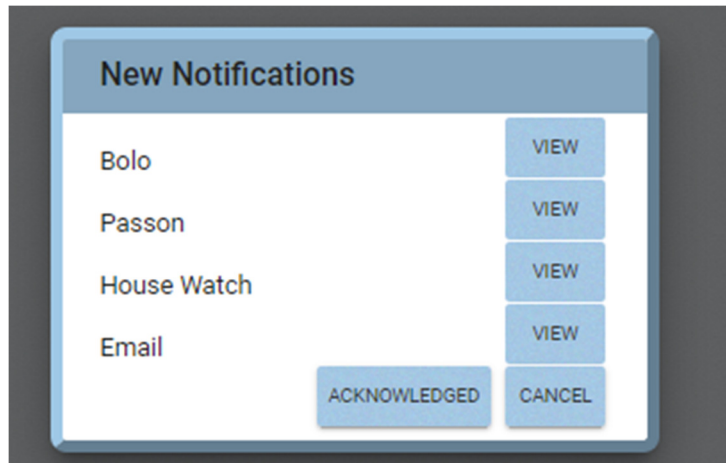 New Notifications
Bolo VIEW
Passon VIEW
House Watch VIEW
Email VIEW
ACKNOWLEDGED CANCEL